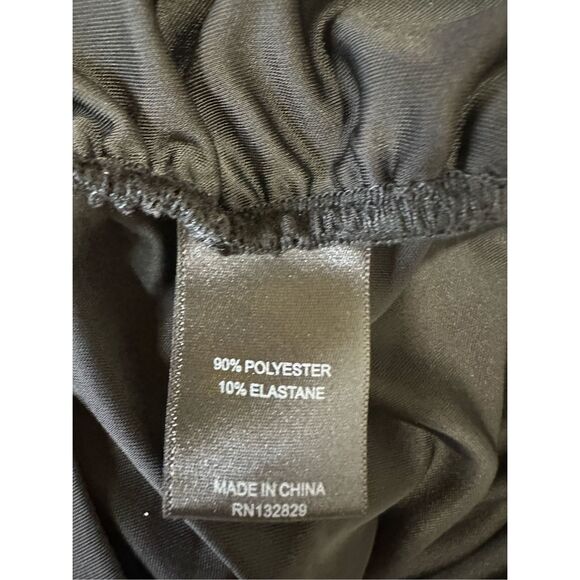 90% POLYESTER
10% ELASTANE
MADE IN CHINA
RN132829